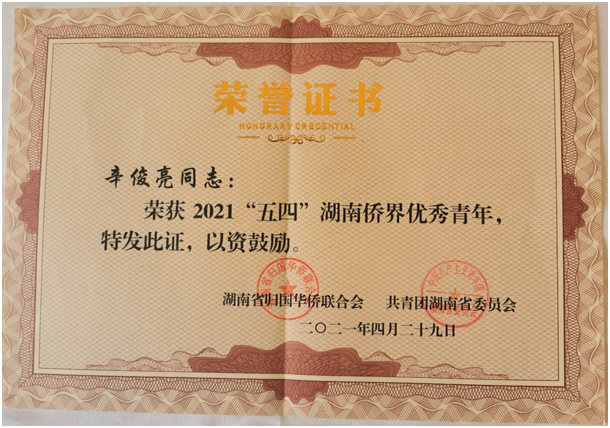 荣誉证书
HONORARY CREDENTIAL
辛俊亮同志：
荣获 2021“五四”湖南侨界优秀青年，
特发此证，以资鼓励。
湖南省归国华侨联合会 共青团湖南省委员会
二〇二一年四月二十九日